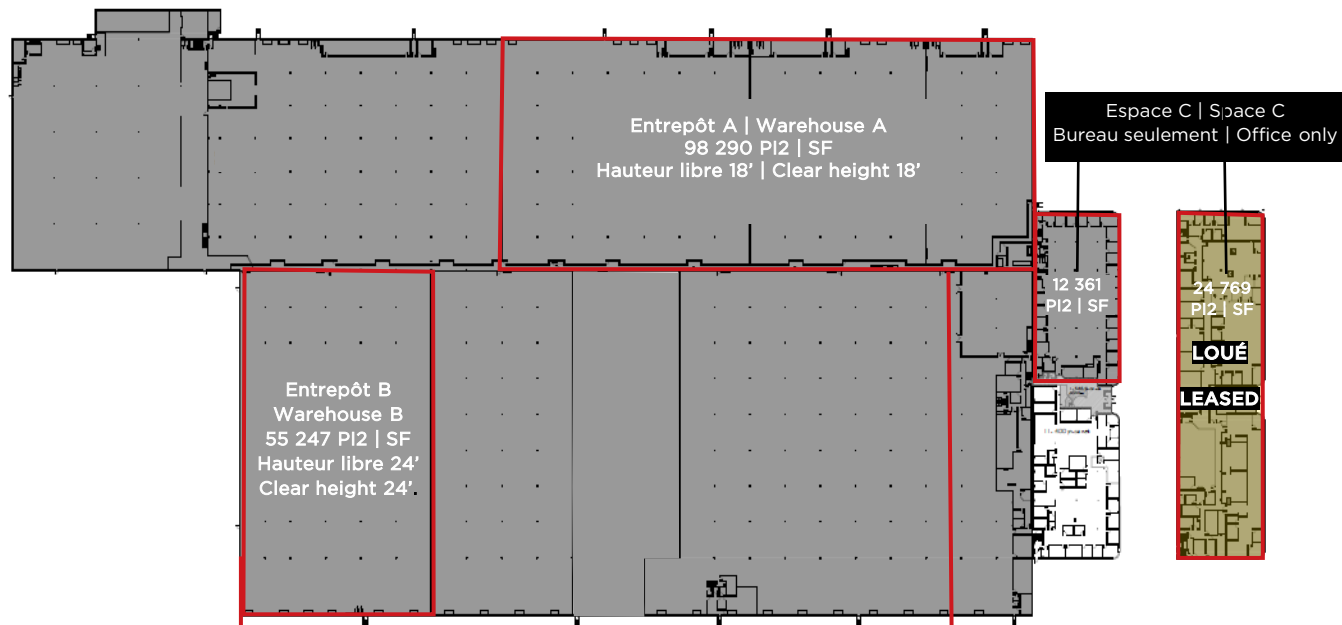 Entrepôt A | Warehouse A
98 290 PI2 | SF
Hauteur libre 18' | Clear height 18'
Espace C | Space C
Bureau seulement | Office only
12 361
PI2 | SF
24 769
PI2 | SF
LOUÉ
LEASED
Entrepôt B
Warehouse B
55 247 PI2 | SF
Hauteur libre 24'
Clear height 24'.